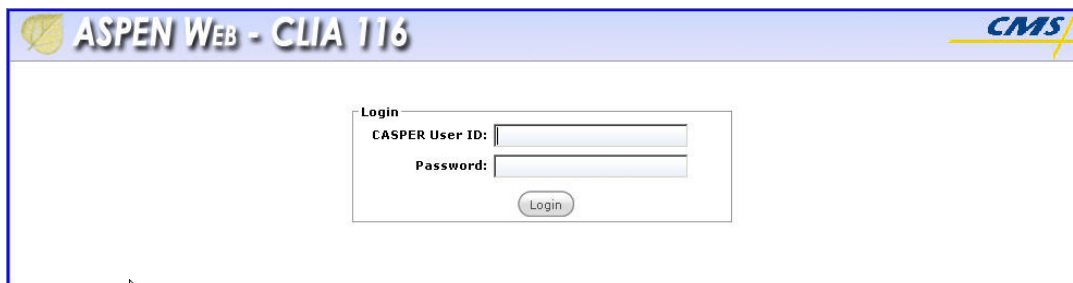 ASPEN WEB - CLIA 116
CMS
Login
CASPER User ID:
Password:
Login